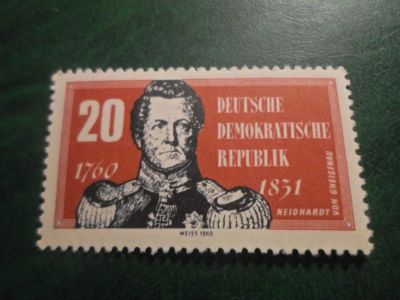 20
DEUTSCHE
DEMOKRATISCHE
REPUBLIK
1760
1831
NEIDHARDT
VON GNEISENAU
WEISS 1960